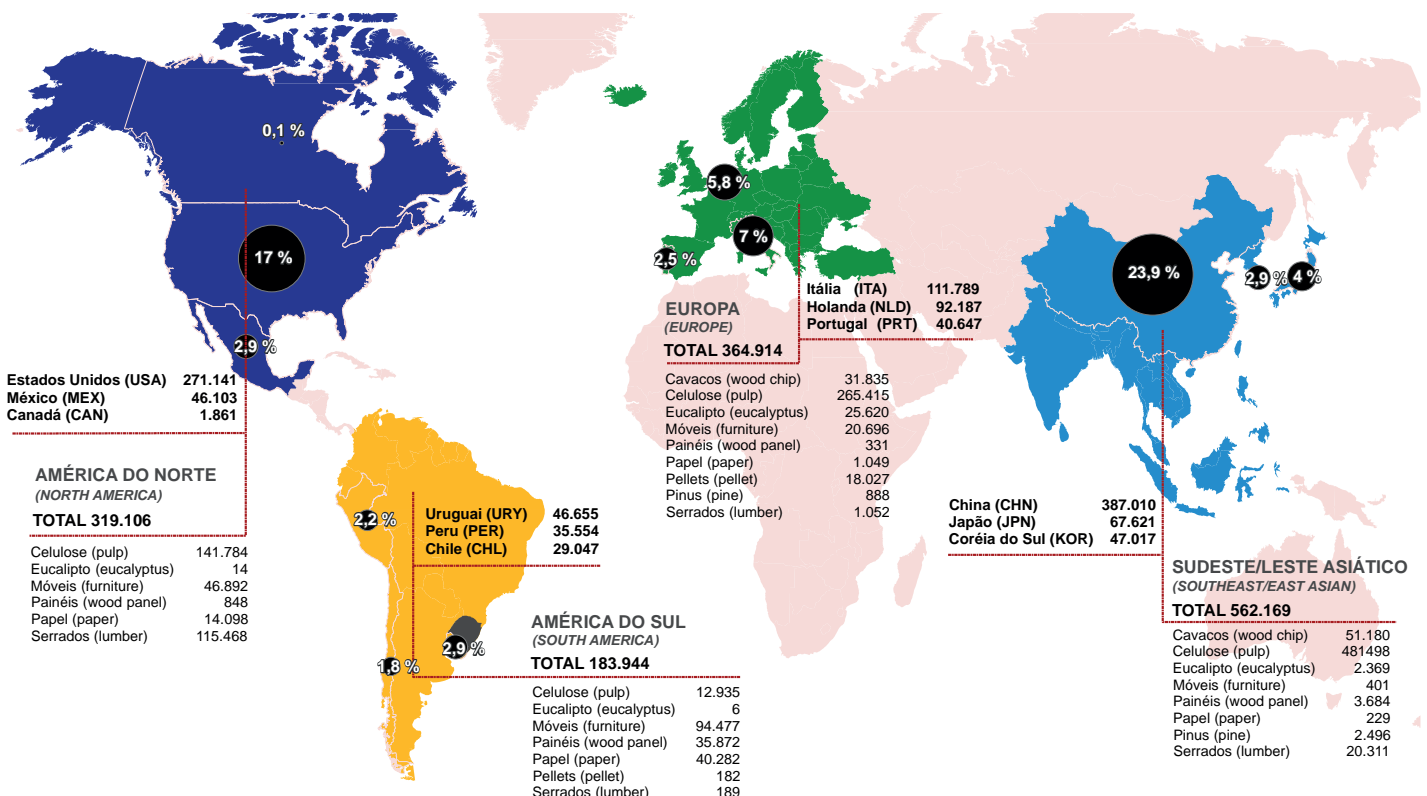 0,1 %
17 %
2,9 %
Estados Unidos (USA) 271.141
México (MEX) 46.103
Canadá (CAN) 1.861
AMÉRICA DO NORTE
(NORTH AMERICA)
TOTAL 319.106
Celulose (pulp) 141.784
Eucalipto (eucalyptus) 14
Móveis (furniture) 46.892
Painéis (wood panel) 848
Papel (paper) 14.098
Serrados (lumber) 115.468
2,2 %
Uruguai (URY) 46.655
Peru (PER) 35.554
Chile (CHL) 29.047
2,9 %
1,8 %
AMÉRICA DO SUL
(SOUTH AMERICA)
TOTAL 183.944
Celulose (pulp) 12.935
Eucalipto (eucalyptus) 6
Móveis (furniture) 94.477
Painéis (wood panel) 35.872
Papel (paper) 40.282
Pellets (pellet) 182
Serrados (lumber) 189
5,8 %
7 %
2,5 %
Itália (ITA) 111.789
Holanda (NLD) 92.187
Portugal (PRT) 40.647
EUROPA
(EUROPE)
TOTAL 364.914
Cavacos (wood chip) 31.835
Celulose (pulp) 265.415
Eucalipto (eucalyptus) 25.620
Móveis (furniture) 20.696
Painéis (wood panel) 331
Papel (paper) 1.049
Pellets (pellet) 18.027
Pinus (pine) 888
Serrados (lumber) 1.052
23,9 %
2,9 %
4 %
China (CHN) 387.010
Japão (JPN) 67.621
Coréia do Sul (KOR) 47.017
SUDESTE/LESTE ASIÁTICO
(SOUTHEAST/EAST ASIAN)
TOTAL 562.169
Cavacos (wood chip) 51.180
Celulose (pulp) 481498
Eucalipto (eucalyptus) 2.369
Móveis (furniture) 401
Painéis (wood panel) 3.684
Papel (paper) 229
Pinus (pine) 2.496
Serrados (lumber) 20.311